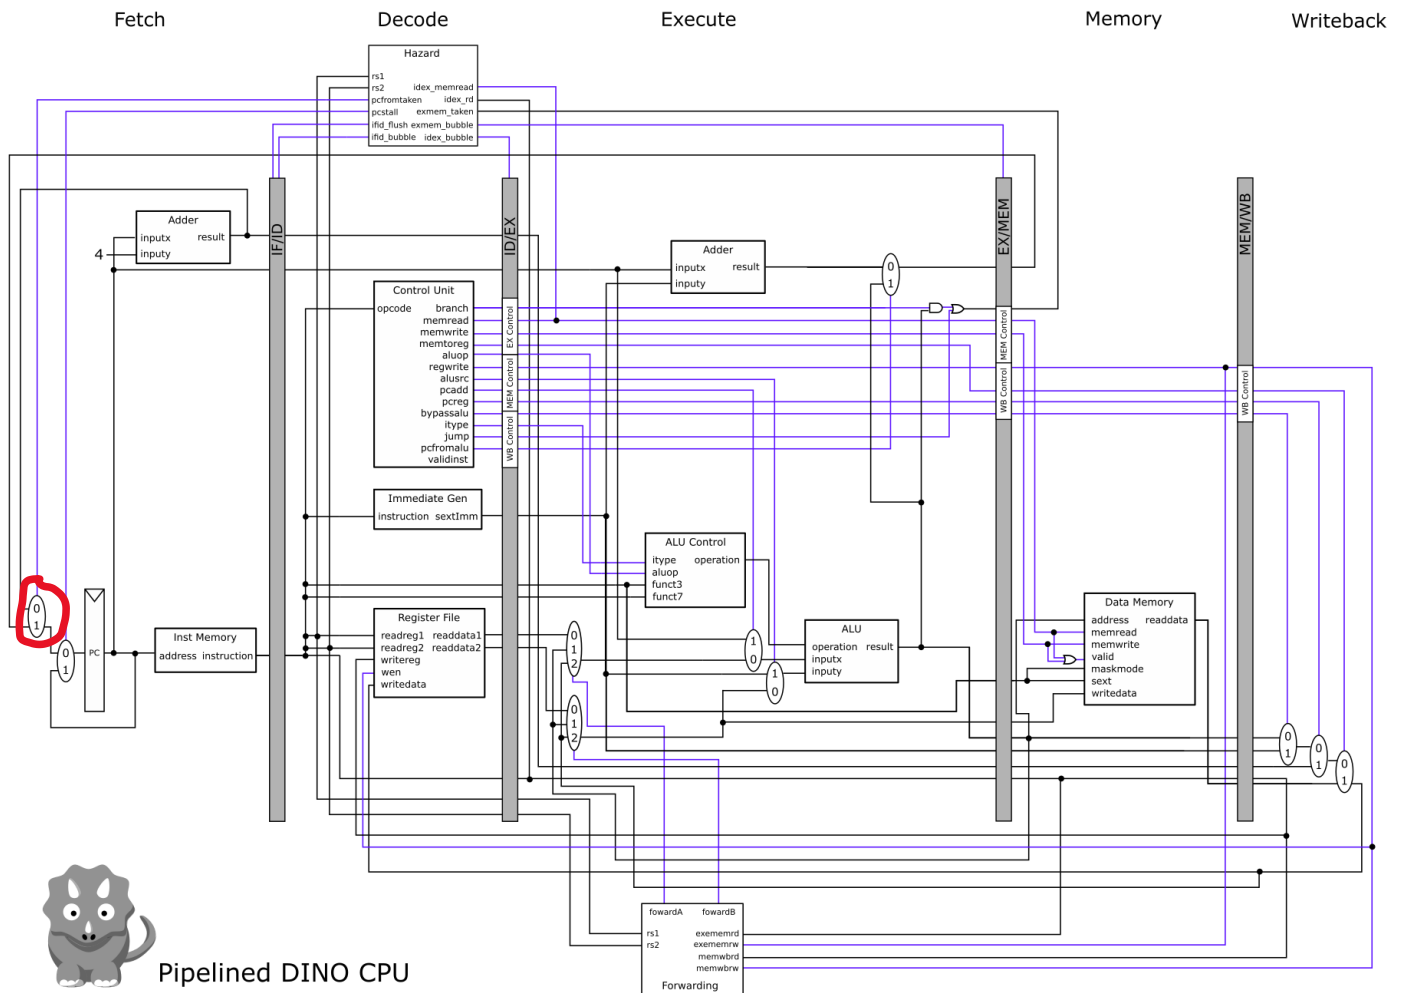 Fetch
Decode
Execute
Memory
Writeback
Hazard
rs1
rs2
pcfromtaken
pcstall
ifid_flush
ifid_bubble
idex_memread
idex_rd
exmem_taken
exmem_bubble
idex_bubble
IF/ID
ID/EX
EX/MEM
MEM/WB
Adder
inputx
inputy
result
4
Adder
inputx
inputy
result
0
1
Control Unit
opcode
branch
memread
memwrite
memtoreg
aluop
regwrite
alusrc
pcadd
pcreg
bypassalu
itype
jump
pcfromalu
validinst
EX Control
MEM Control
WB Control
MEM Control
WB Control
WB Control
Immediate Gen
instruction sextImm
ALU Control
itype
aluop
funct3
funct7
operation
0
1
0
1
PC
Inst Memory
address instruction
Register File
readreg1
readreg2
writereg
wen
writedata
readdata1
readdata2
0
1
2
0
1
2
1
0
1
0
ALU
operation
inputx
inputy
result
Data Memory
address
memread
memwrite
valid
maskmode
sext
writedata
readdata
0
1
0
1
0
1
fowardA
fowardB
rs1
rs2
exememrd
exememrw
memwbrd
memwbrw
Forwarding
Pipelined DINO CPU